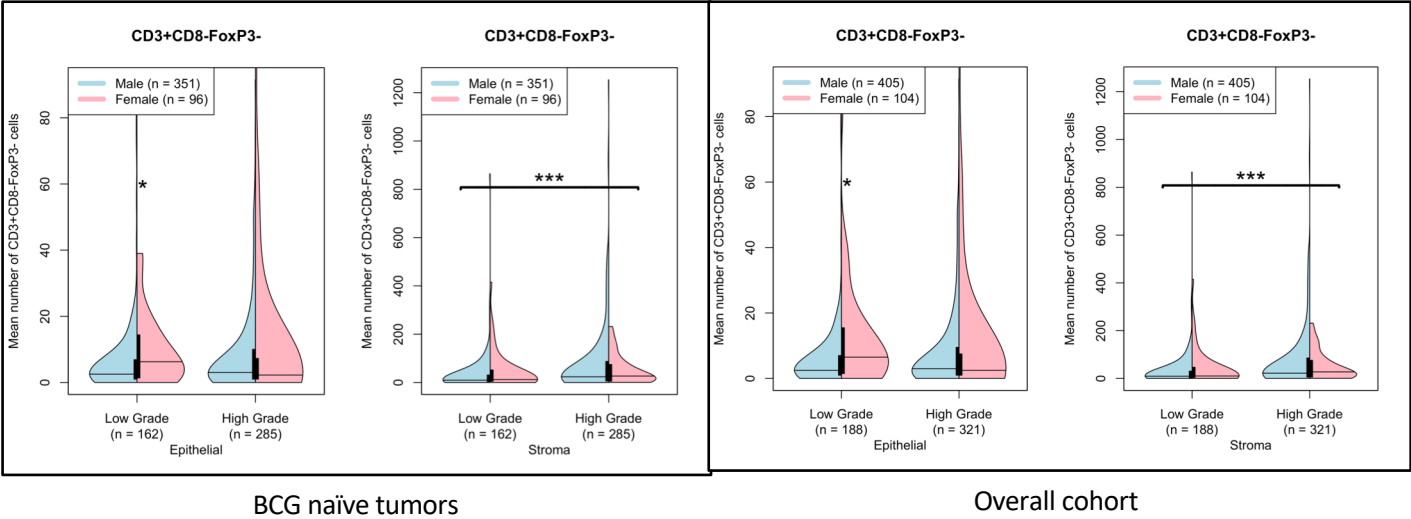 CD3+CD8-FoxP3-
Male (n = 351)
Female (n = 96)
Mean number of CD3+CD8-FoxP3- cells
80
60
40
20
0
*
Low Grade
(n = 162)
High Grade
(n = 285)
Epithelial
CD3+CD8-FoxP3-
Male (n = 351)
Female (n = 96)
Mean number of CD3+CD8-FoxP3- cells
1200
1000
800
600
400
200
0
***
Low Grade
(n = 162)
High Grade
(n = 285)
Stroma
BCG naïve tumors
CD3+CD8-FoxP3-
Male (n = 405)
Female (n = 104)
Mean number of CD3+CD8-FoxP3- cells
80
60
40
20
0
*
Low Grade
(n = 188)
High Grade
(n = 321)
Epithelial
CD3+CD8-FoxP3-
Male (n = 405)
Female (n = 104)
Mean number of CD3+CD8-FoxP3- cells
1200
1000
800
600
400
200
0
***
Low Grade
(n = 188)
High Grade
(n = 321)
Stroma
Overall cohort